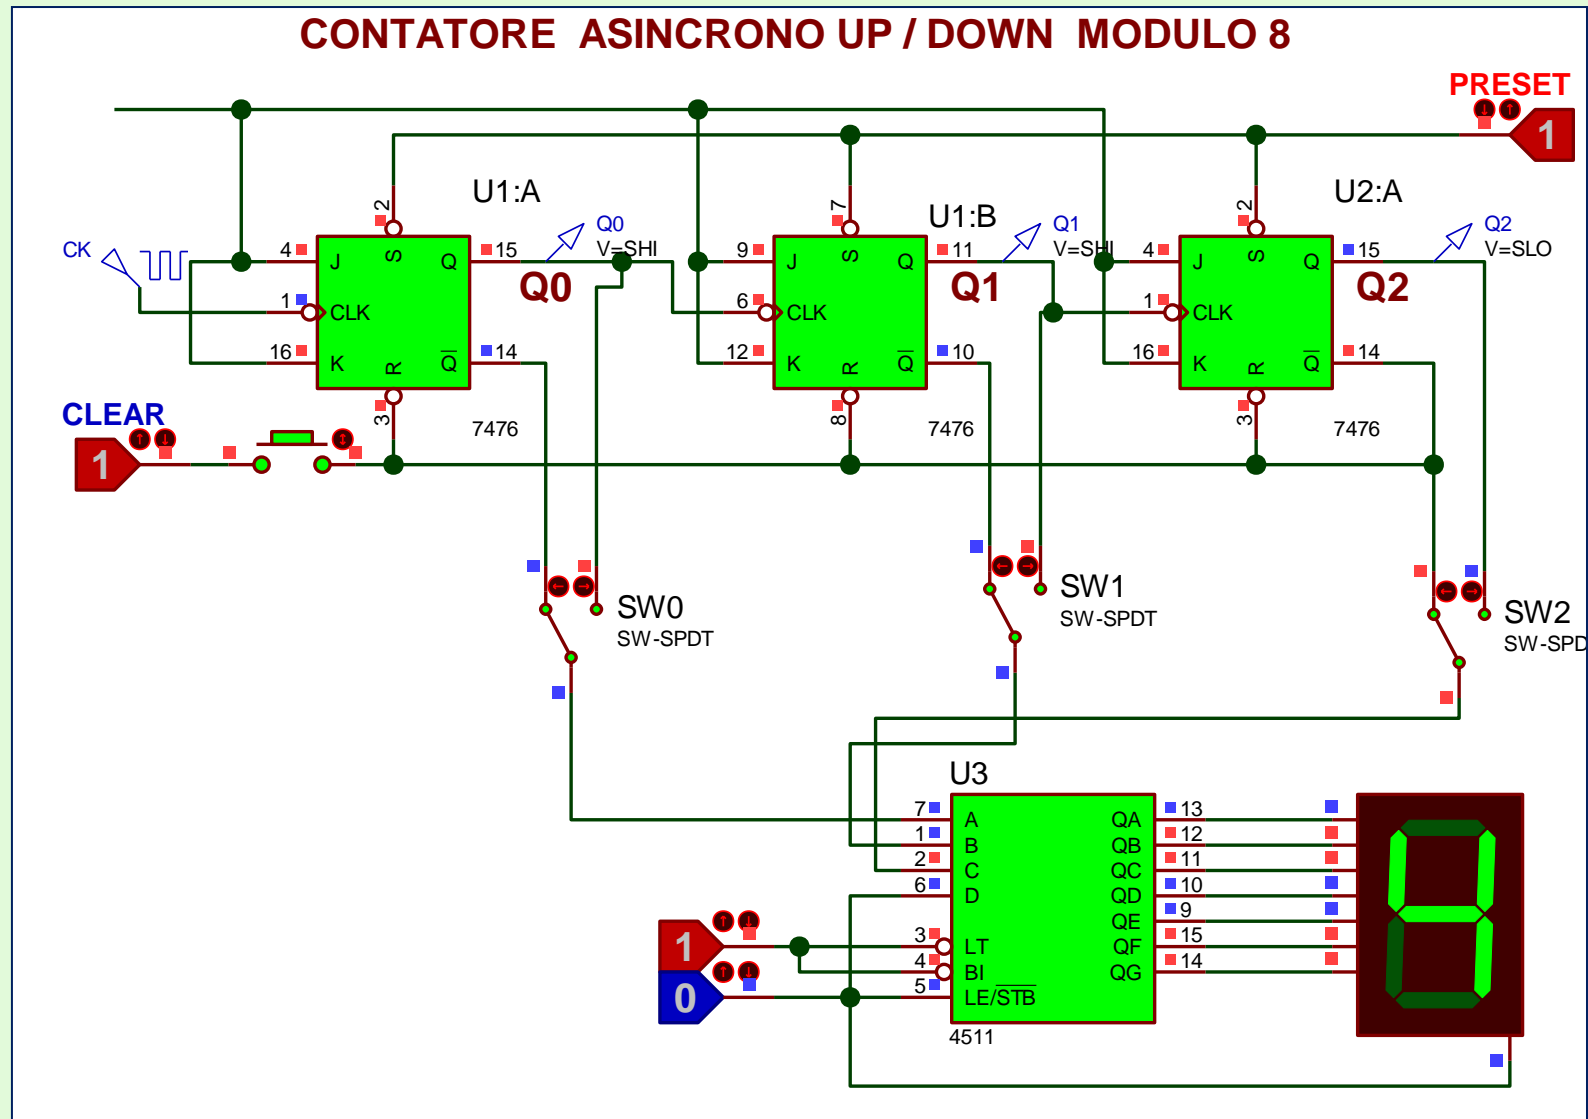 CONTATORE ASINCRONO UP / DOWN MODULO 8
PRESET
1
U1:A
U1:B
U2:A
2
7
2
CK
Q0
V=SHI
Q1
V=SHI
Q2
V=SLO
4 J S Q 15
9 J S Q 11
4 J S Q 15
Q0
Q1
Q2
1 CLK
6 CLK
1 CLK
16 K R Q 14
12 K R Q 10
16 K R Q 14
CLEAR
3
8
3
7476
7476
7476
1
SW0
SW-SPDT
SW1
SW-SPDT
SW2
SW-SPD
U3
7 A QA 13
1 B QB 12
2 C QC 11
6 D QD 10
QE 9
1
3 LT QF 15
4 BI QG 14
0
5 LE/STB
4511
4